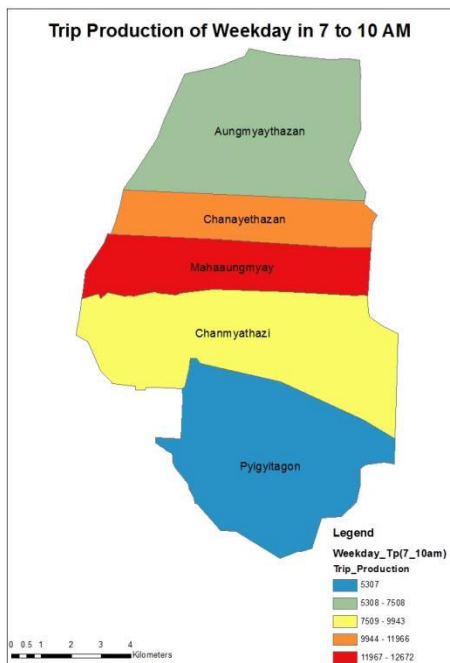 Trip Production of Weekday in 7 to 10 AM
Aungmyaythazan
Chanayethazan
Mahaaungmyay
Chanmyathazi
Pyigyitagon
Legend
Weekday_Tp(7_10am)
Trip_Production
5307
5308 - 7508
7509 - 9943
9944 - 11966
11967 - 12672
0 0.5 1 2 3 4
Kilometers